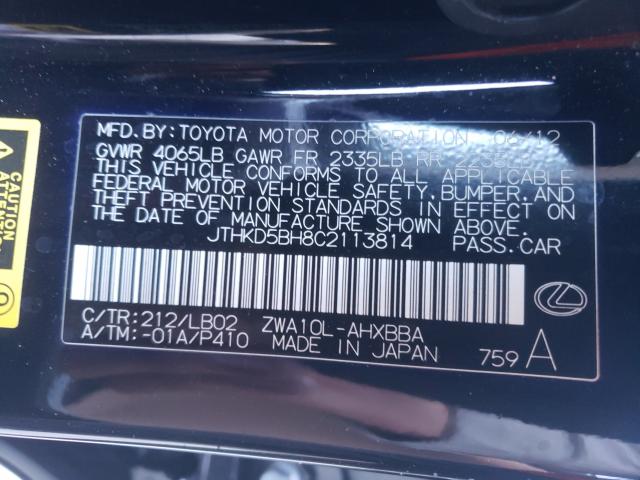 MFD.BY:TOYOTA MOTOR CORPORATION 06/12
GVWR 4065LB GAWR FR 2335LB RR 2235LB
THIS VEHICLE CONFORMS TO ALL APPLICABLE
FEDERAL MOTOR VEHICLE SAFETY, BUMPER, AND
THEFT PREVENTION STANDARDS IN EFFECT ON
THE DATE OF MANUFACTURE SHOWN ABOVE.
JTHKD5BH8C2113814 PASS.CAR
C/TR:212/LB02 ZWA10L-AHXBBA
A/TM:-01A/P410 MADE IN JAPAN 759 A